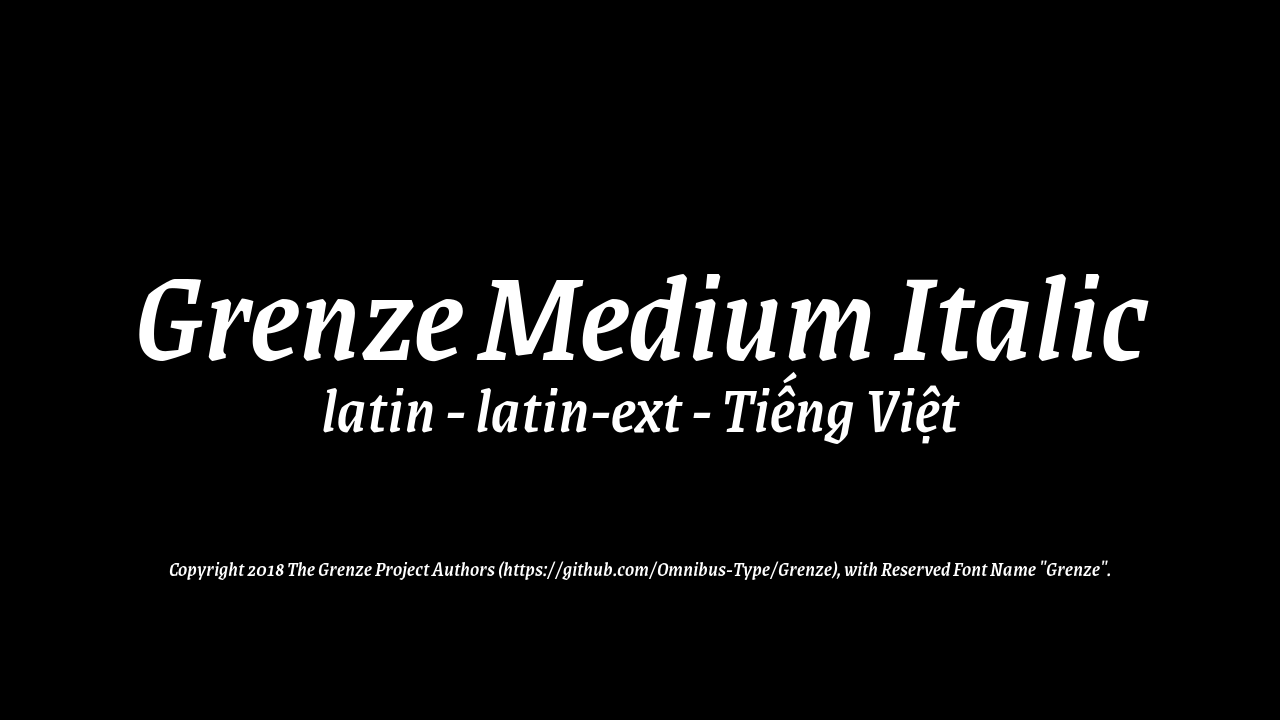 Grenze Medium Italic
latin - latin-ext - Tiếng Việt
Copyright 2018 The Grenze Project Authors (https://github.com/Omnibus-Type/Grenze), with Reserved Font Name "Grenze".